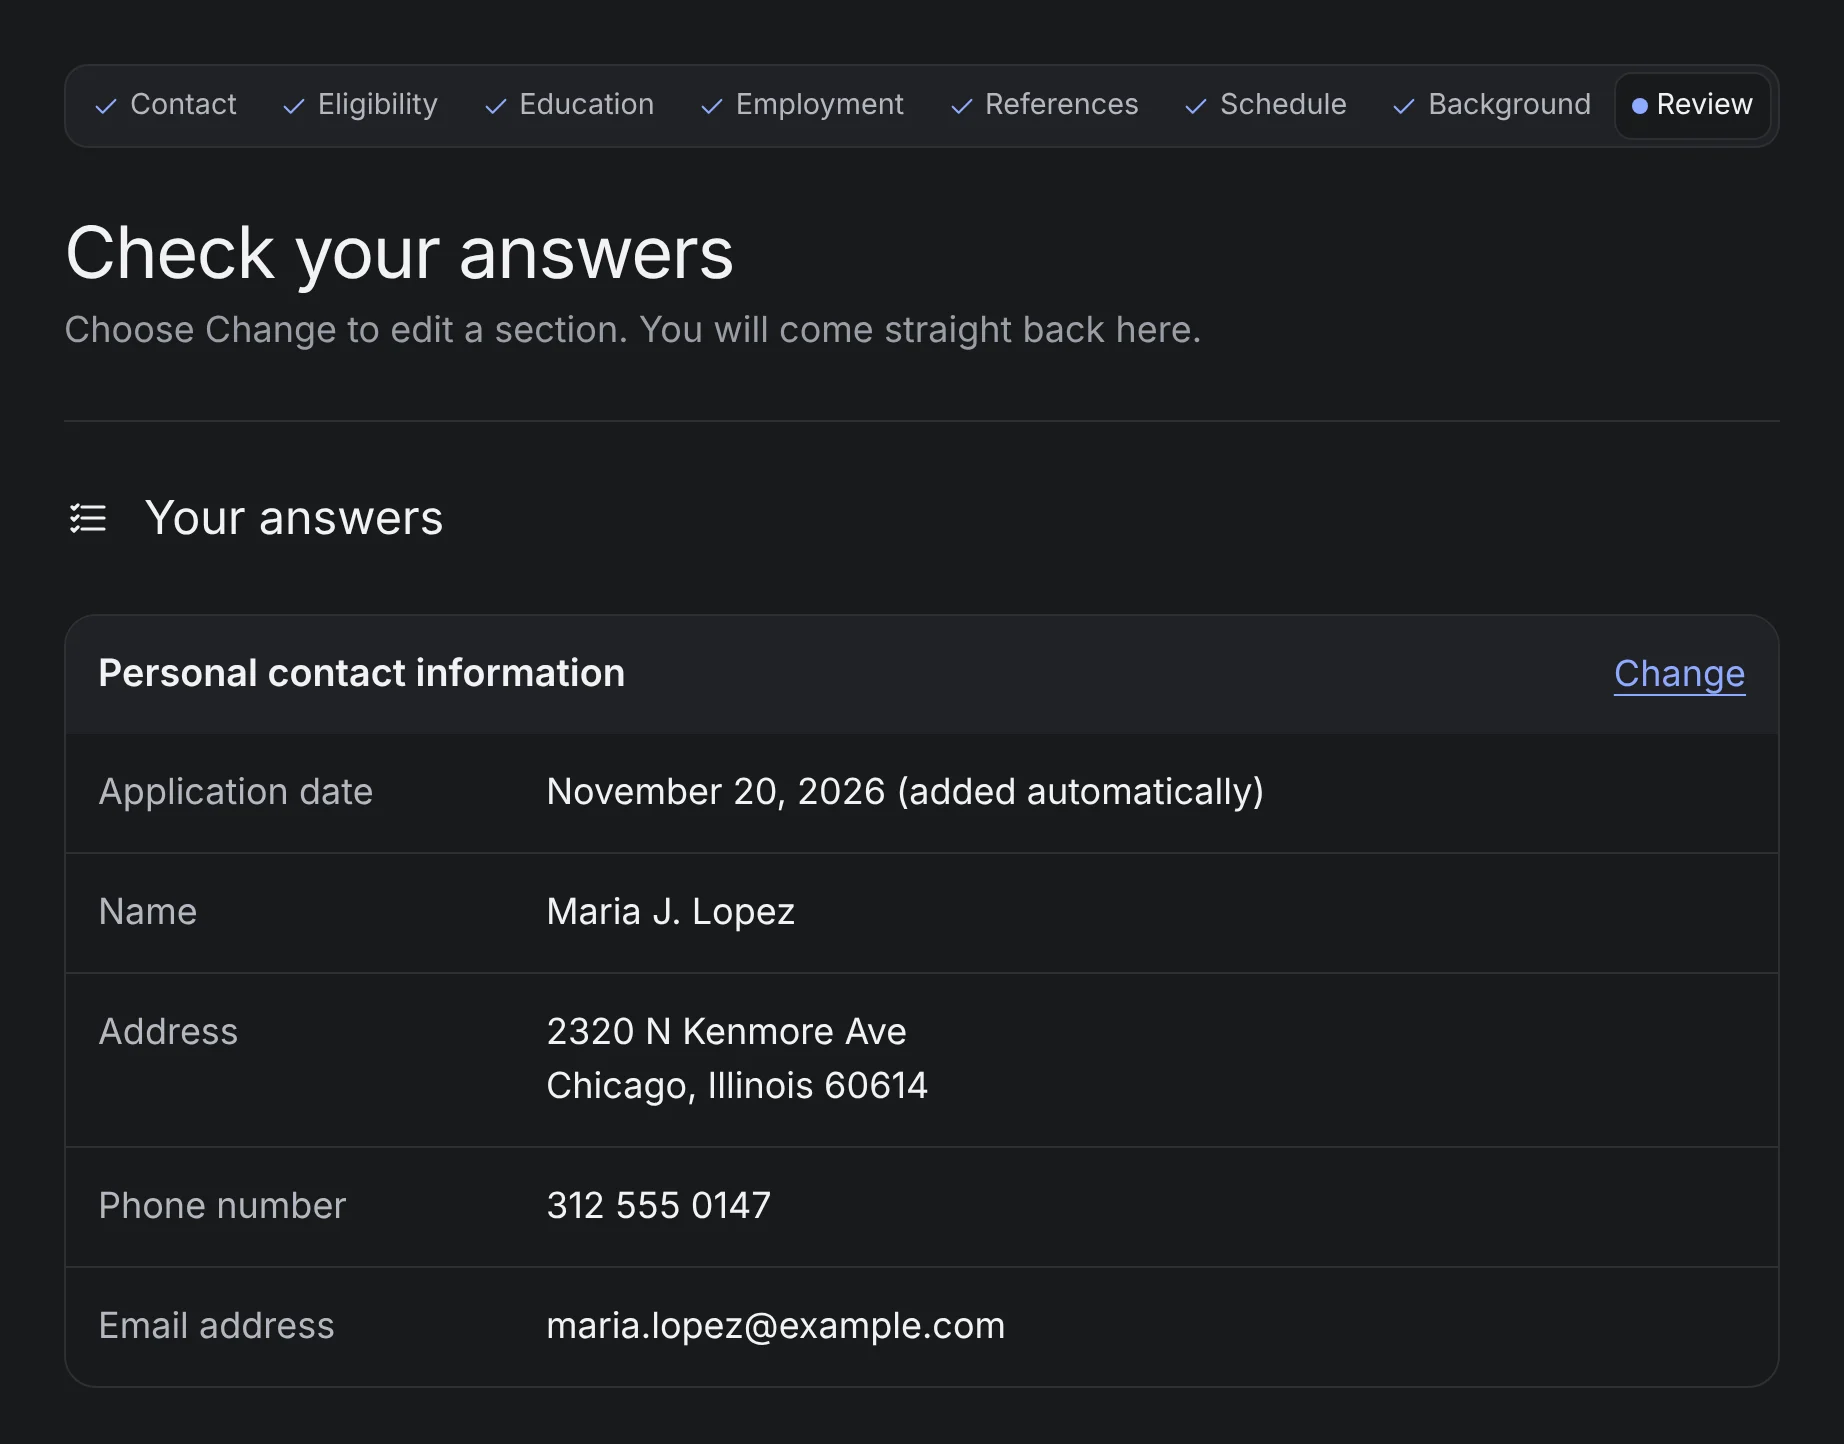 Contact Eligibility Education Employment References Schedule Background Review
Check your answers
Choose Change to edit a section. You will come straight back here.
Your answers
Personal contact information Change
Application date November 20, 2026 (added automatically)
Name Maria J. Lopez
Address 2320 N Kenmore Ave
Chicago, Illinois 60614
Phone number 312 555 0147
Email address maria.lopez@example.com